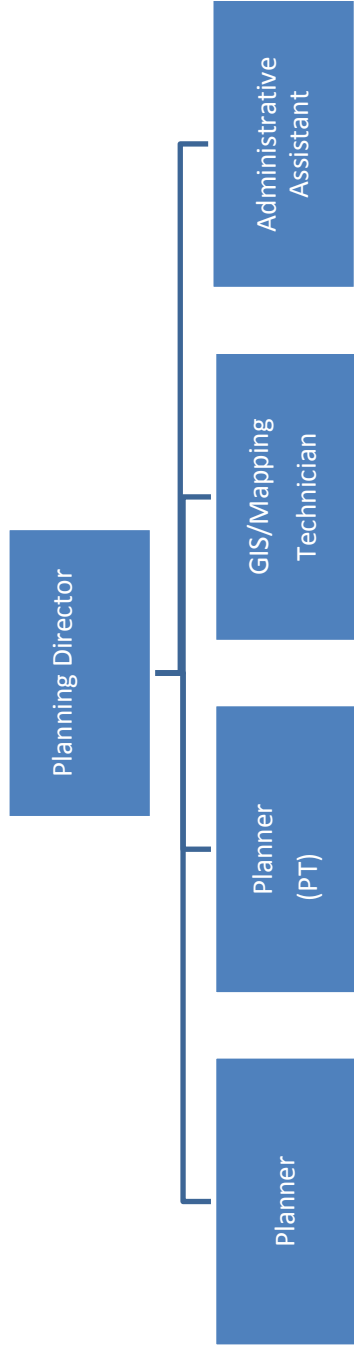 Planning Director
Planner
Planner
(PT)
GIS/Mapping
Technician
Administrative
Assistant